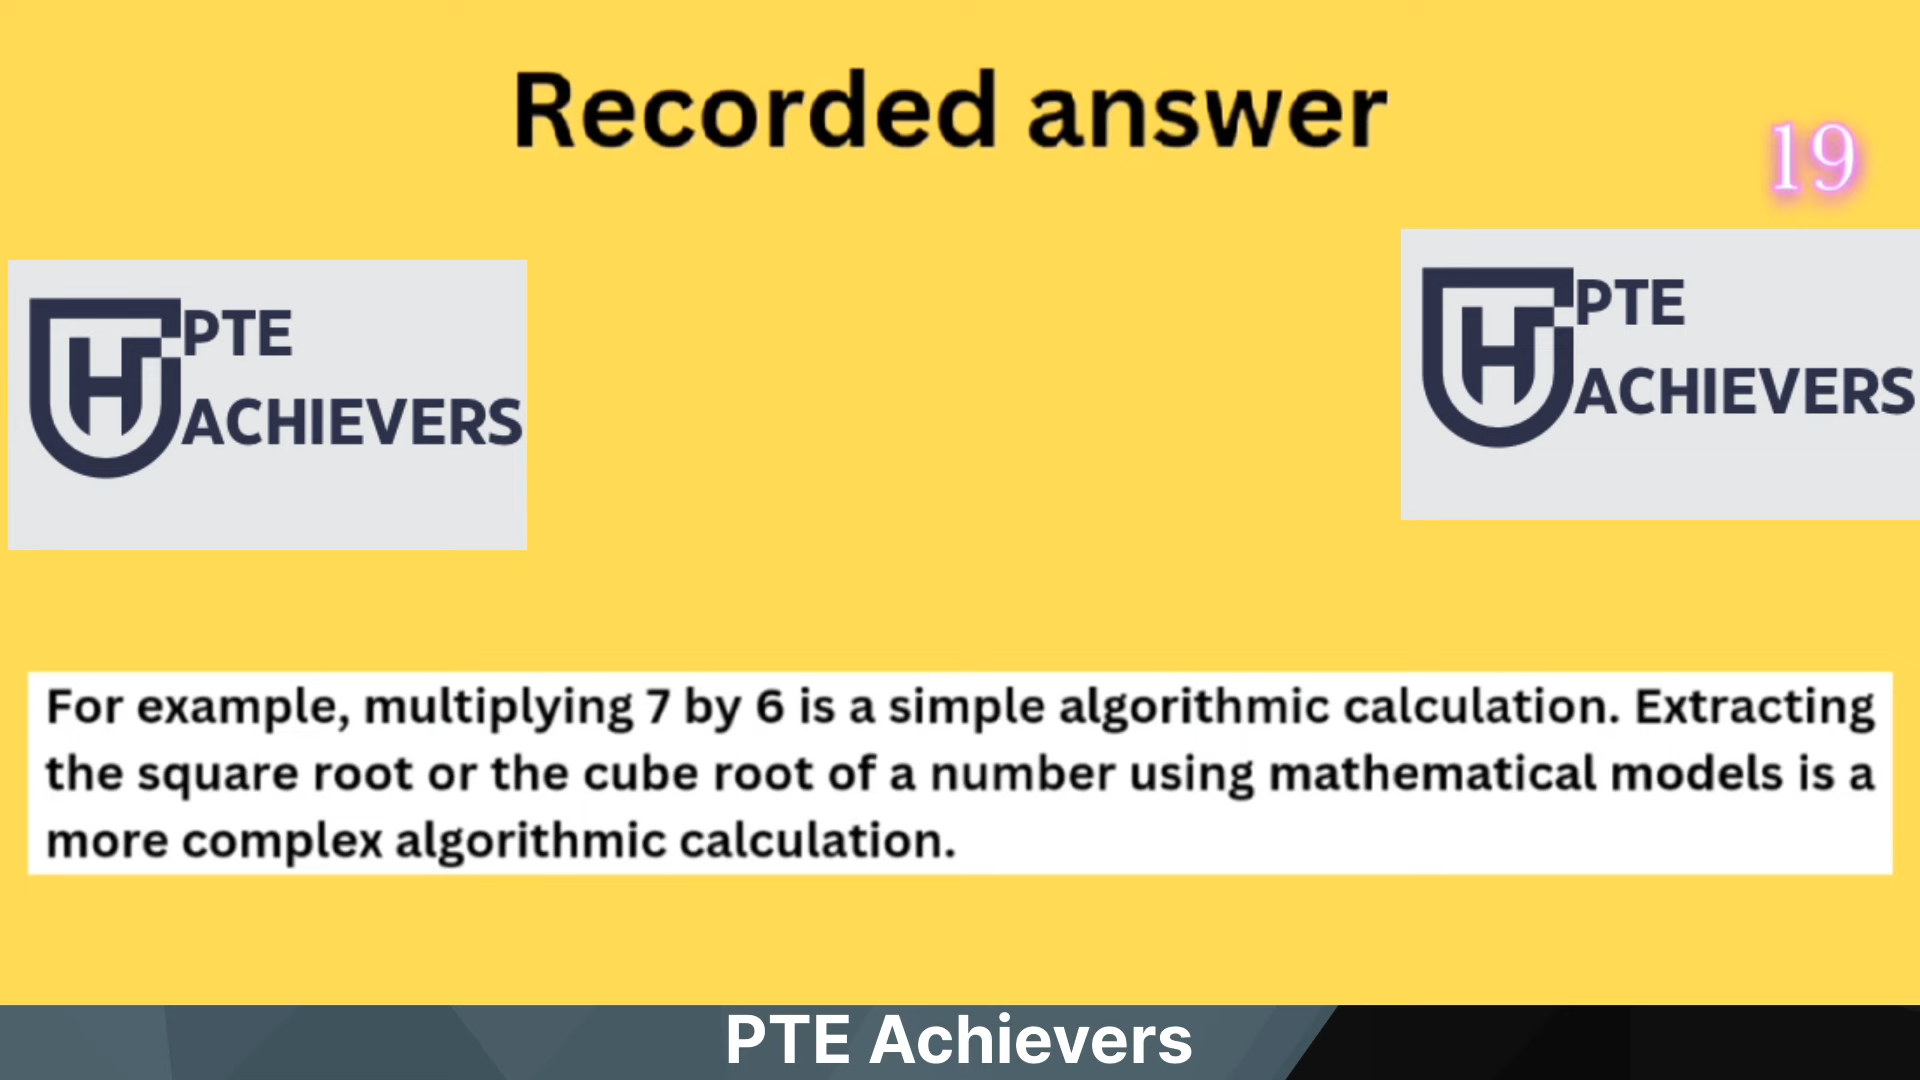 Recorded answer
19
PTE
ACHIEVERS
PTE
ACHIEVERS
For example, multiplying 7 by 6 is a simple algorithmic calculation. Extracting
the square root or the cube root of a number using mathematical models is a
more complex algorithmic calculation.
PTE Achievers